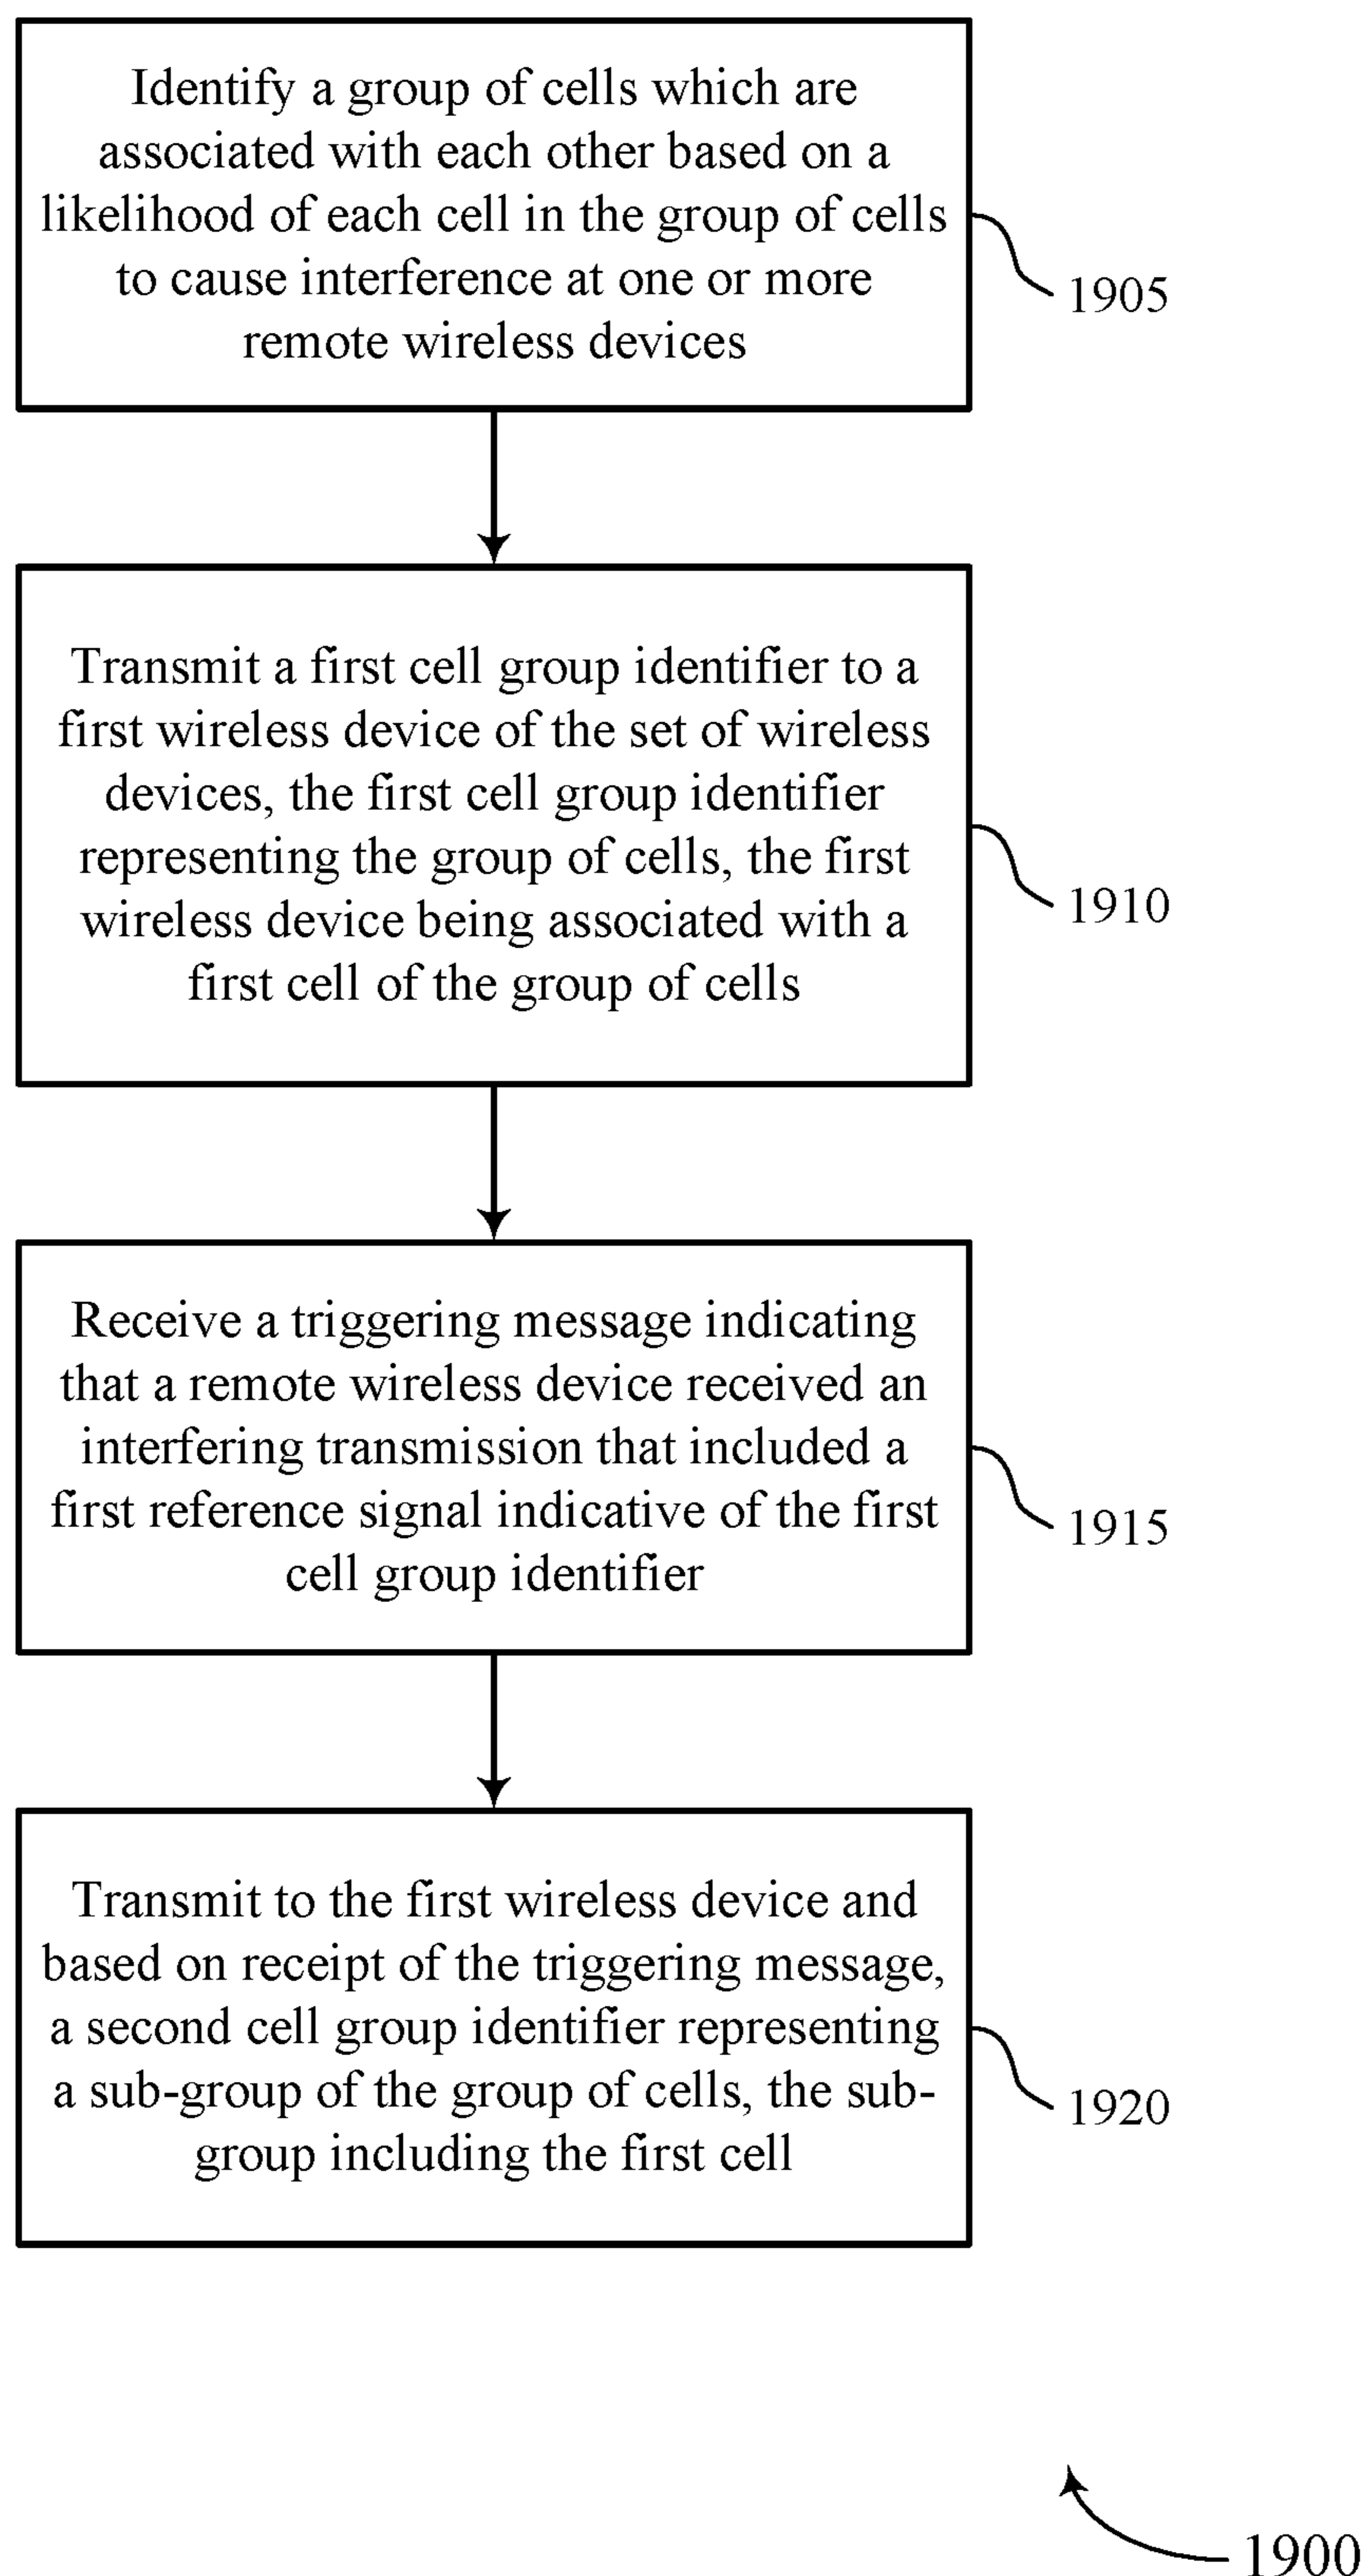 Identify a group of cells which are
associated with each other based on a
likelihood of each cell in the group of cells
to cause interference at one or more
remote wireless devices
1905
Transmit a first cell group identifier to a
first wireless device of the set of wireless
devices, the first cell group identifier
representing the group of cells, the first
wireless device being associated with a
first cell of the group of cells
1910
Receive a triggering message indicating
that a remote wireless device received an
interfering transmission that included a
first reference signal indicative of the first
cell group identifier
1915
Transmit to the first wireless device and
based on receipt of the triggering message,
a second cell group identifier representing
a sub-group of the group of cells, the sub-
group including the first cell
1920
1900